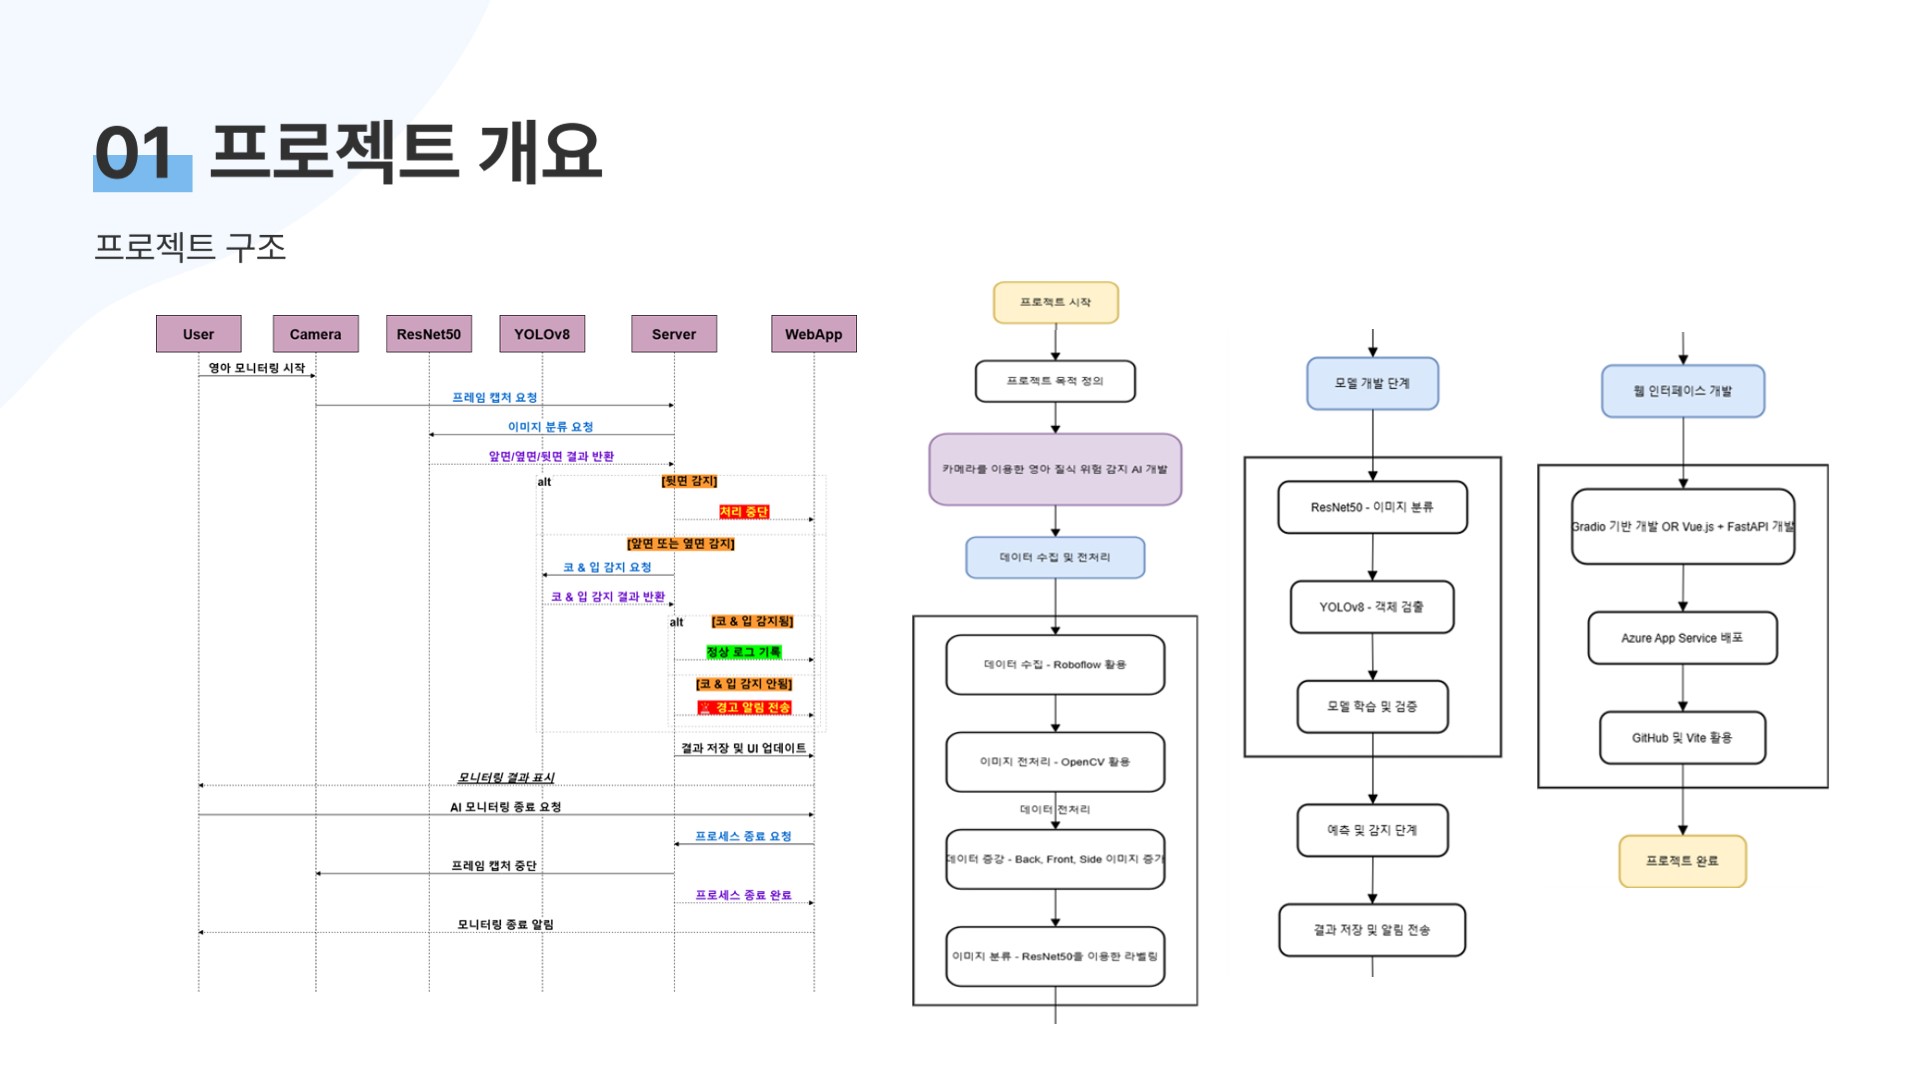 01 프로젝트 개요
프로젝트 구조
User
Camera
ResNet50
YOLOv8
Server
WebApp
영아 모니터링 시작
프레임 캡처 요청
이미지 분류 요청
앞면/옆면/뒷면 결과 반환
alt
[뒷면 감지]
처리 중단
[앞면 또는 옆면 감지]
코 & 입 감지 요청
코 & 입 감지 결과 반환
alt
[코 & 입 감지됨]
정상 로그 기록
[코 & 입 감지 안됨]
🚨 경고 알림 전송
결과 저장 및 UI 업데이트
모니터링 결과 표시
AI 모니터링 종료 요청
프로세스 종료 요청
프레임 캡처 중단
프로세스 종료 완료
모니터링 종료 알림
프로젝트 시작
프로젝트 목적 정의
카메라를 이용한 영아 질식 위험 감지 AI 개발
데이터 수집 및 전처리
데이터 수집 - Roboflow 활용
이미지 전처리 - OpenCV 활용
데이터 전처리
데이터 증강 - Back, Front, Side 이미지 증가
이미지 분류 - ResNet50을 이용한 라벨링
모델 개발 단계
ResNet50 - 이미지 분류
YOLOv8 - 객체 검출
모델 학습 및 검증
예측 및 감지 단계
결과 저장 및 알림 전송
웹 인터페이스 개발
Gradio 기반 개발 OR Vue.js + FastAPI 개발
Azure App Service 배포
GitHub 및 Vite 활용
프로젝트 완료